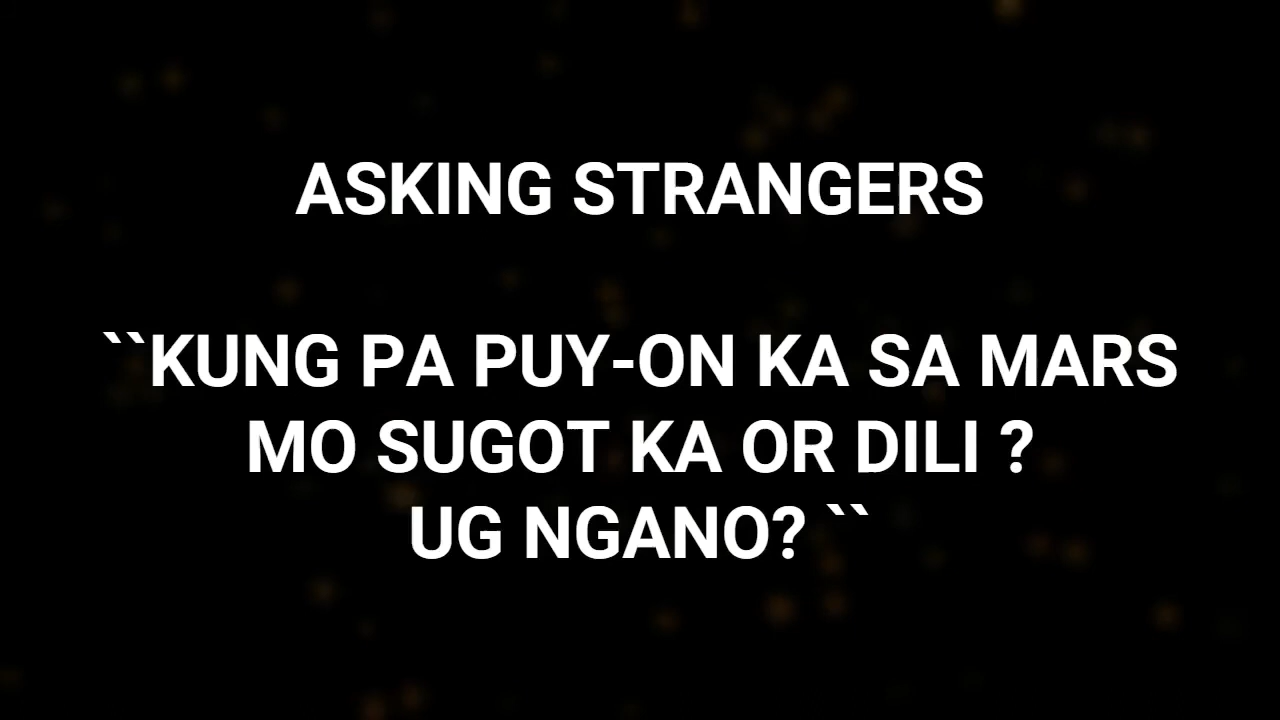 ASKING STRANGERS
``KUNG PA PUY-ON KA SA MARS
MO SUGOT KA OR DILI ?
UG NGANO? ``